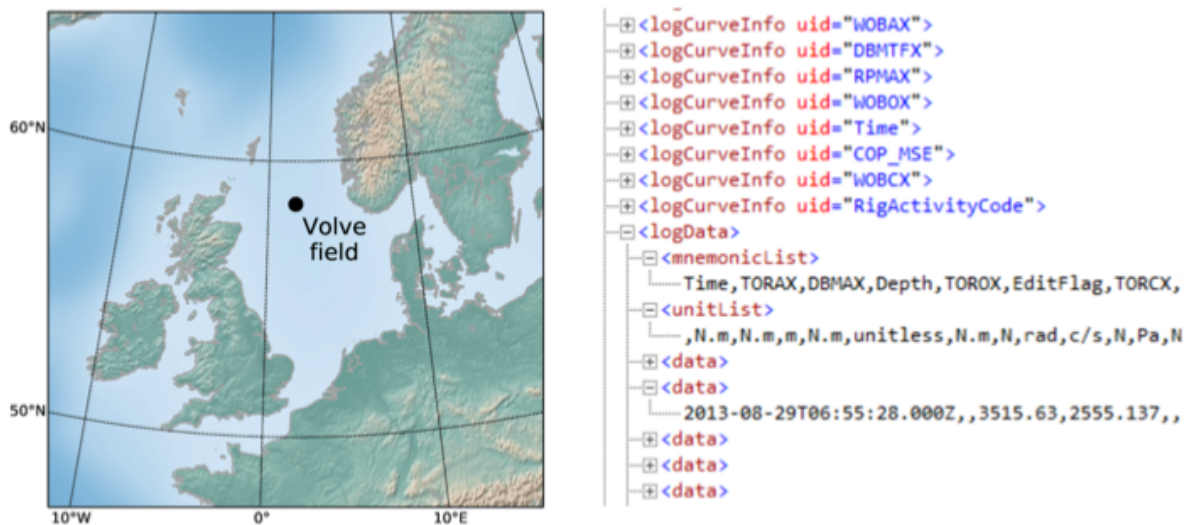 60°N
Volve
field
50°N
10°W
0°
10°E
<logCurveInfo uid="WOBAX">
<logCurveInfo uid="DBMTFX">
<logCurveInfo uid="RPMAX">
<logCurveInfo uid="WOBOX">
<logCurveInfo uid="Time">
<logCurveInfo uid="COP_MSE">
<logCurveInfo uid="WOBCX">
<logCurveInfo uid="RigActivityCode">
<logData>
<mnemonicList>
Time,TORAX,DBMAX,Depth,TOROX,EditFlag,TORCX,
<unitList>
,N.m,N.m,m,N.m,unitless,N.m,N,rad,c/s,N,Pa,N
<data>
<data>
2013-08-29T06:55:28.000Z,,3515.63,2555.137,,
<data>
<data>
<data>